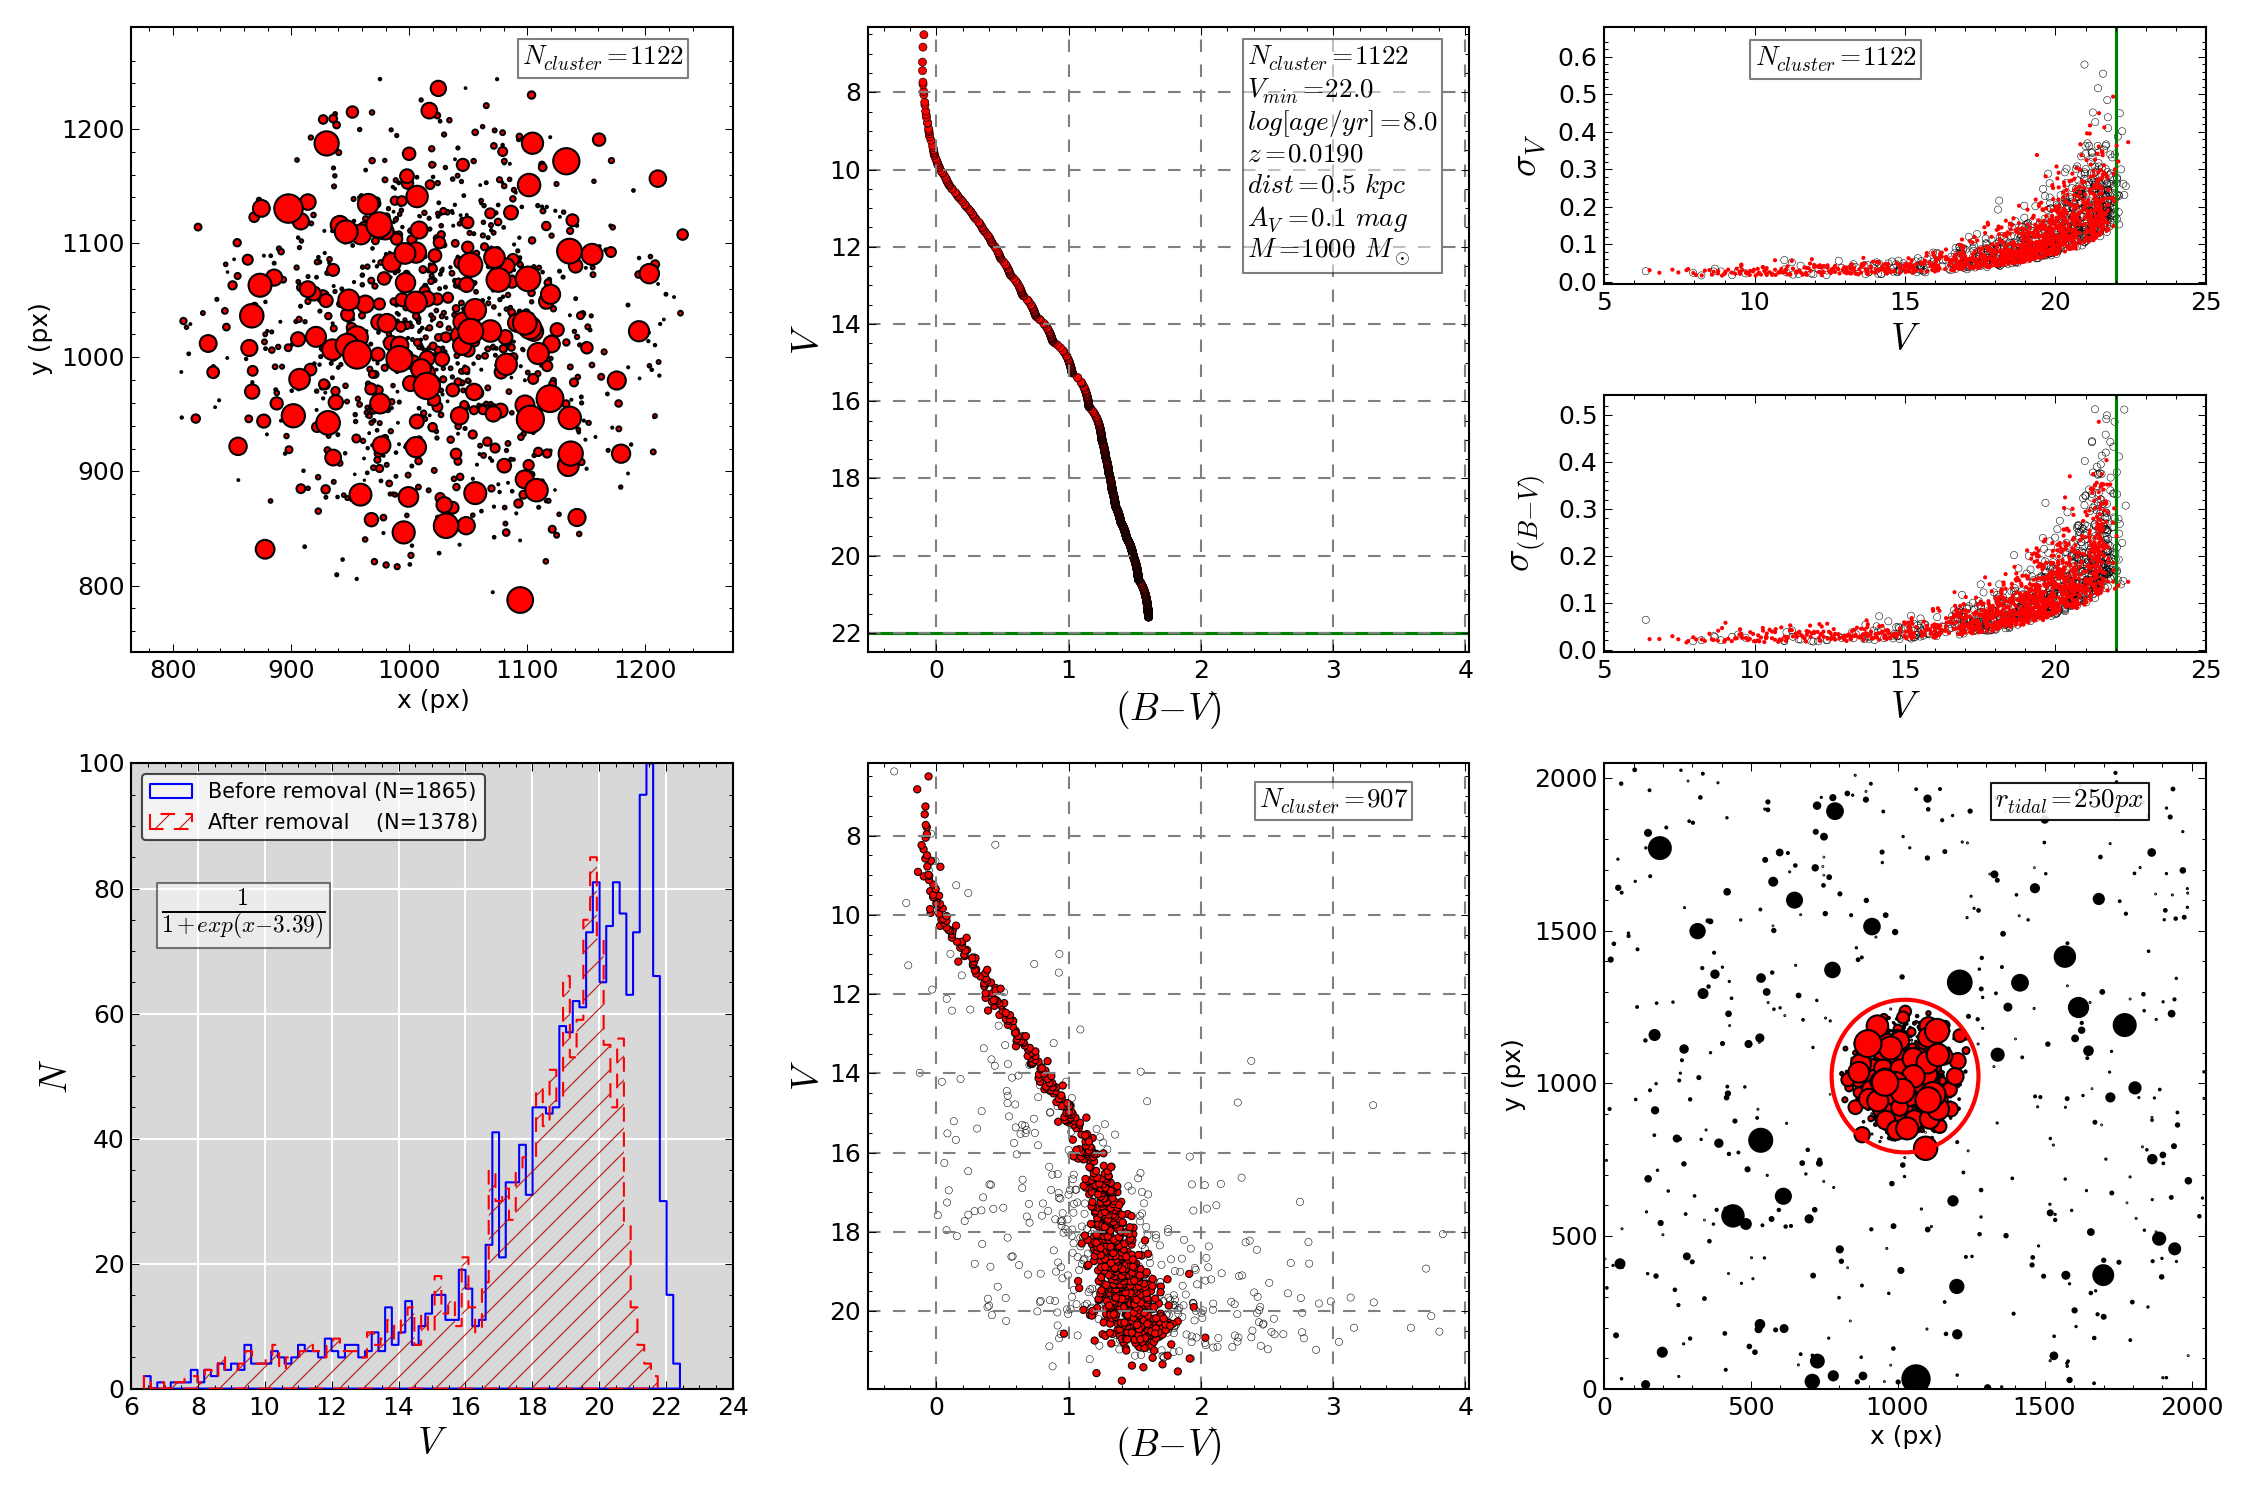 N_cluster=1122
1200
1100
1000
900
800
y (px)
800 900 1000 1100 1200
x (px)
N_cluster=1122
V_min=22.0
log[age/yr]=8.0
z=0.0190
dist=0.5 kpc
A_V=0.1 mag
M=1000 M_⊙
8
10
12
14
16
18
20
22
V
0 1 2 3 4
(B−V)
N_cluster=1122
0.6
0.5
0.4
0.3
0.2
0.1
0.0
σ_V
5 10 15 20 25
V
0.5
0.4
0.3
0.2
0.1
0.0
σ_(B−V)
5 10 15 20 25
V
100
80
60
40
20
0
N
Before removal (N=1865)
After removal (N=1378)
1
1+exp(x−3.39)
6 8 10 12 14 16 18 20 22 24
V
N_cluster=907
8
10
12
14
16
18
20
V
0 1 2 3 4
(B−V)
r_tidal=250px
2000
1500
1000
500
0
y (px)
0 500 1000 1500 2000
x (px)